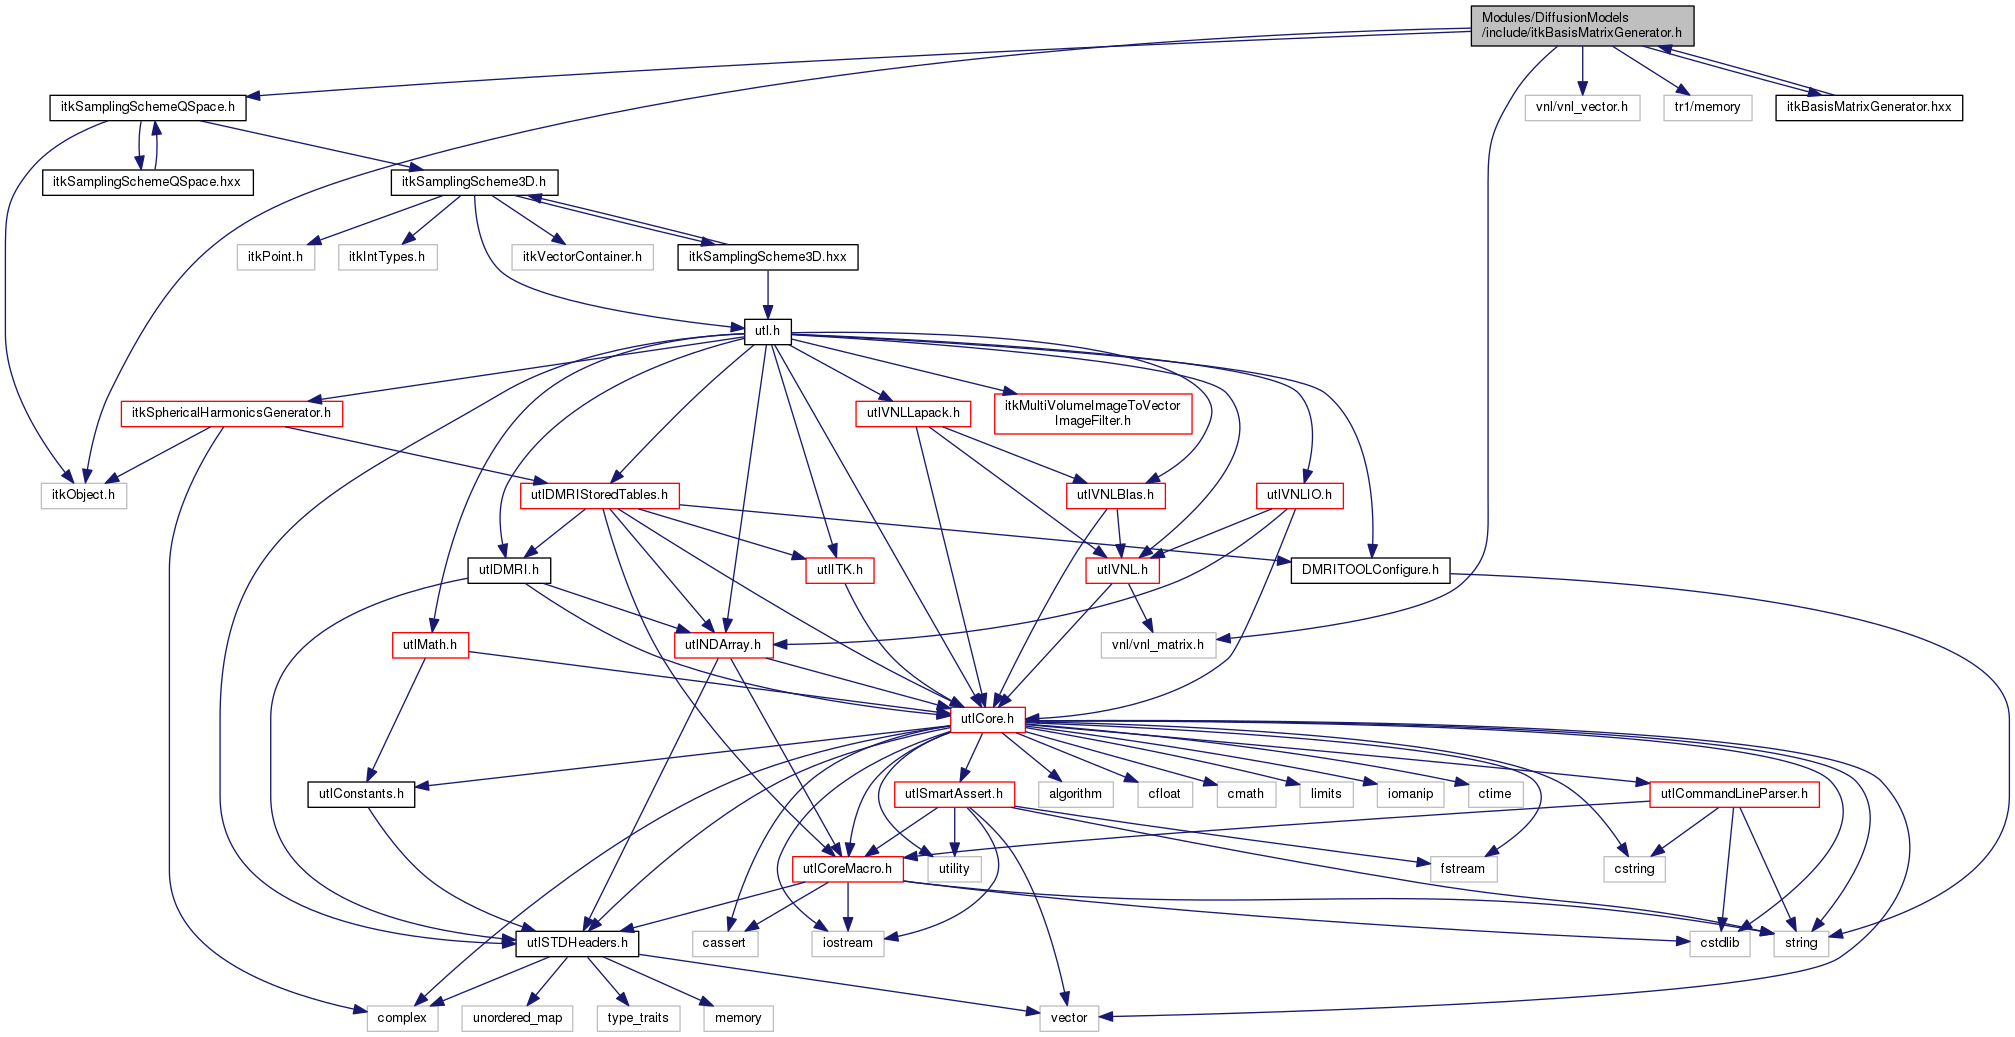 Modules/DiffusionModels
/include/itkBasisMatrixGenerator.h
itkSamplingSchemeQSpace.h
vnl/vnl_vector.h
tr1/memory
itkBasisMatrixGenerator.hxx
itkSamplingSchemeQSpace.hxx
itkSamplingScheme3D.h
itkPoint.h
itkIntTypes.h
itkVectorContainer.h
itkSamplingScheme3D.hxx
utl.h
itkSphericalHarmonicsGenerator.h
utlVNLLapack.h
itkMultiVolumeImageToVector
ImageFilter.h
itkObject.h
utlDMRIStoredTables.h
utlVNLBlas.h
utlVNLIO.h
utlDMRI.h
utlITK.h
utlVNL.h
DMRITOOLConfigure.h
utlMath.h
utlNDArray.h
vnl/vnl_matrix.h
utlCore.h
utlConstants.h
utlSmartAssert.h
algorithm
cfloat
cmath
limits
iomanip
ctime
utlCommandLineParser.h
utlCoreMacro.h
utility
fstream
cstring
utlSTDHeaders.h
cassert
iostream
cstdlib
string
complex
unordered_map
type_traits
memory
vector